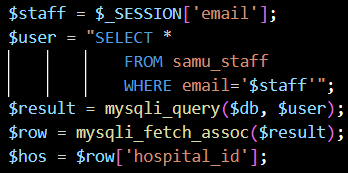 $staff = $_SESSION['email'];
$user = "SELECT *
FROM samu_staff
WHERE email='$staff'";
$result = mysqli_query($db, $user);
$row = mysqli_fetch_assoc($result);
$hos = $row['hospital_id'];